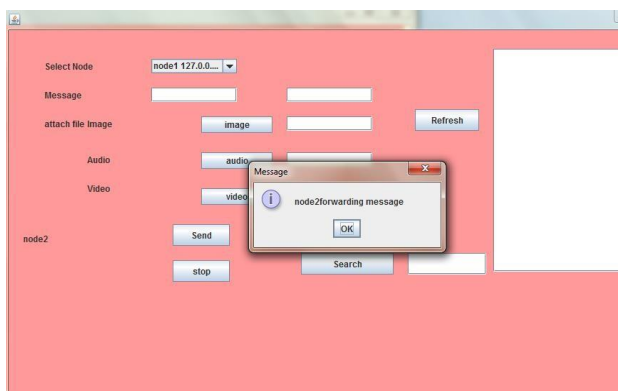 Select Node
node1 127.0.0....
Message
attach file Image
image
Refresh
Audio
audio
Video
video
Message
node2forwarding message
OK
node2
Send
stop
Search